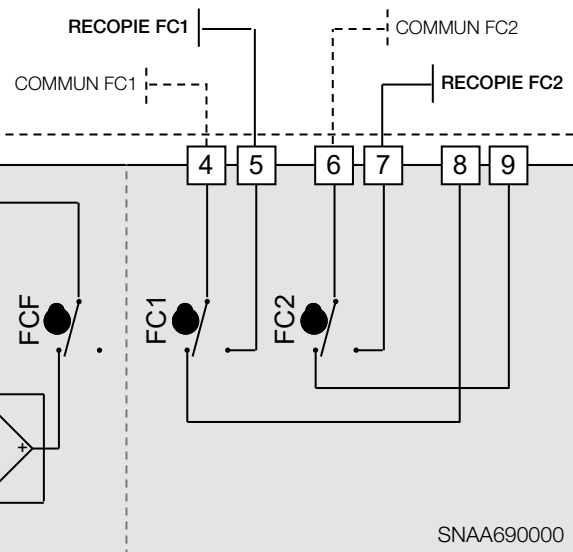 RECOPIE FC1
COMMUN FC2
COMMUN FC1
RECOPIE FC2
4 5 6 7 8 9
FCF
FC1
FC2
+
SNAA690000